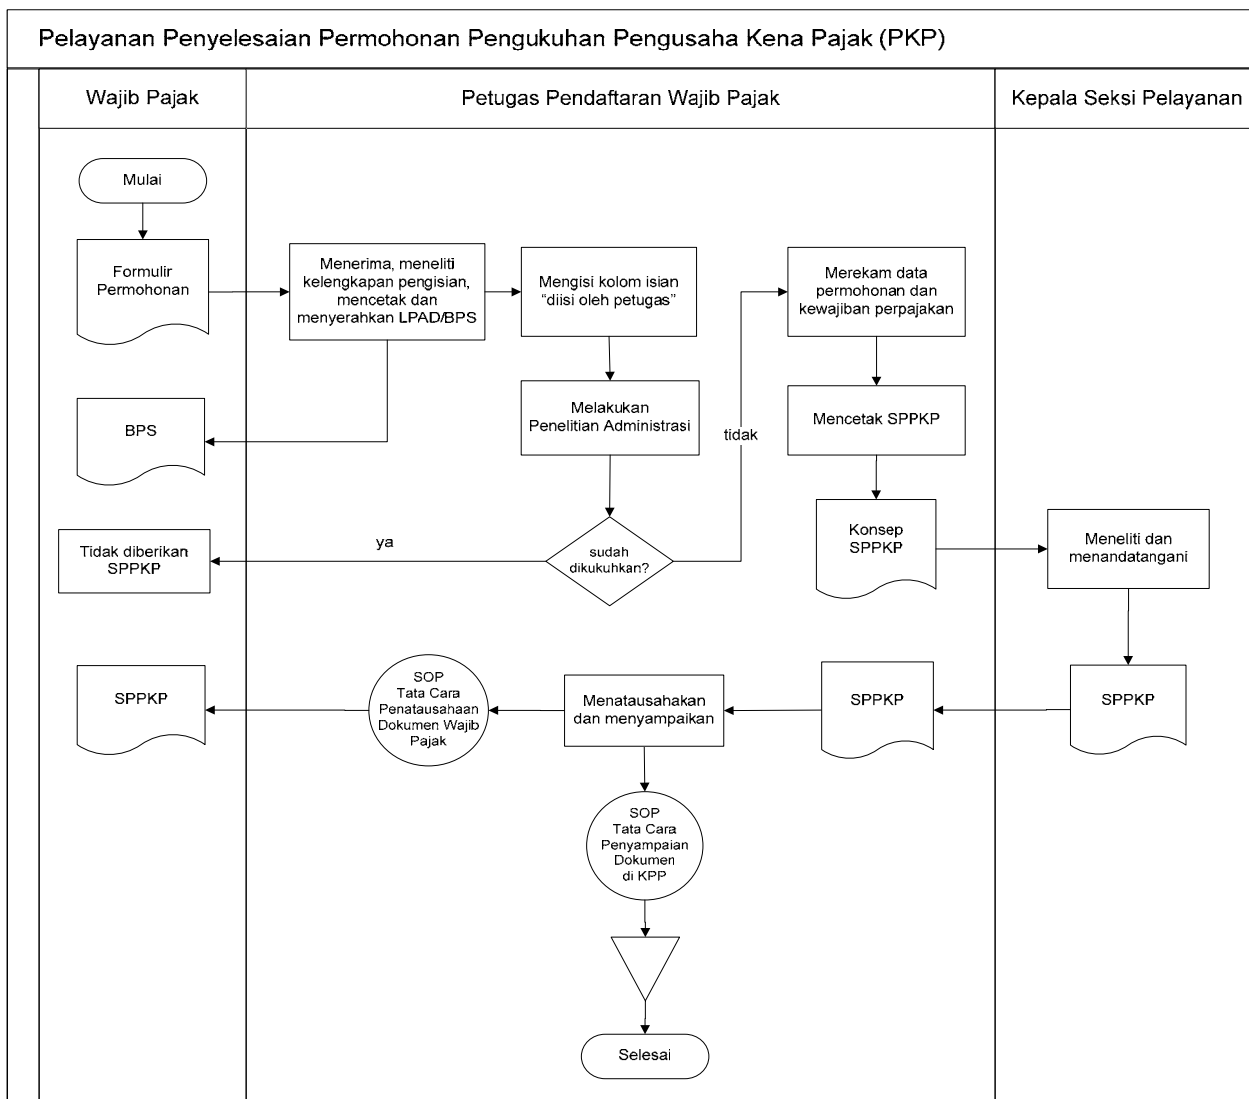 Pelayanan Penyelesaian Permohonan Pengukuhan Pengusaha Kena Pajak (PKP)
Wajib Pajak
Petugas Pendaftaran Wajib Pajak
Kepala Seksi Pelayanan
Mulai
Formulir
Permohonan
Menerima, meneliti
kelengkapan pengisian,
mencetak dan
menyerahkan LPAD/BPS
Mengisi kolom isian
“diisi oleh petugas”
Merekam data
permohonan dan
kewajiban perpajakan
BPS
Melakukan
Penelitian Administrasi
tidak
Mencetak SPPKP
Tidak diberikan
SPPKP
ya
sudah
dikukuhkan?
Konsep
SPPKP
Meneliti dan
menandatangani
SPPKP
SOP
Tata Cara
Penatausahaan
Dokumen Wajib
Pajak
Menatausahakan
dan menyampaikan
SPPKP
SPPKP
SOP
Tata Cara
Penyampaian
Dokumen
di KPP
Selesai